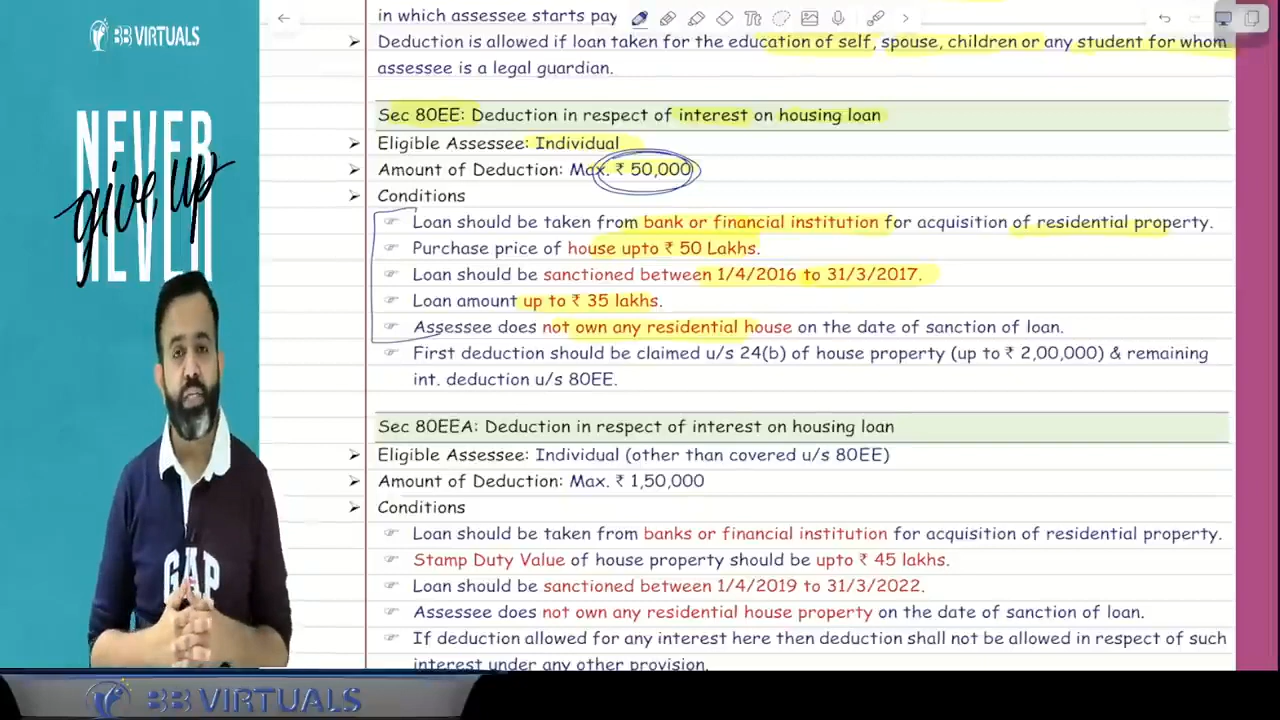 BB VIRTUALS
NEVER
give up
NEVER
GAP
in which assessee starts pay
Deduction is allowed if loan taken for the education of self, spouse, children or any student for whom
assessee is a legal guardian.
Sec 80EE: Deduction in respect of interest on housing loan
Eligible Assessee: Individual
Amount of Deduction: Max. ₹ 50,000
Conditions
Loan should be taken from bank or financial institution for acquisition of residential property.
Purchase price of house upto ₹ 50 Lakhs.
Loan should be sanctioned between 1/4/2016 to 31/3/2017.
Loan amount up to ₹ 35 lakhs.
Assessee does not own any residential house on the date of sanction of loan.
First deduction should be claimed u/s 24(b) of house property (up to ₹ 2,00,000) & remaining
int. deduction u/s 80EE.
Sec 80EEA: Deduction in respect of interest on housing loan
Eligible Assessee: Individual (other than covered u/s 80EE)
Amount of Deduction: Max. ₹ 1,50,000
Conditions
Loan should be taken from banks or financial institution for acquisition of residential property.
Stamp Duty Value of house property should be upto ₹ 45 lakhs.
Loan should be sanctioned between 1/4/2019 to 31/3/2022.
Assessee does not own any residential house property on the date of sanction of loan.
If deduction allowed for any interest here then deduction shall not be allowed in respect of such
interest under any other provision.
BB VIRTUALS